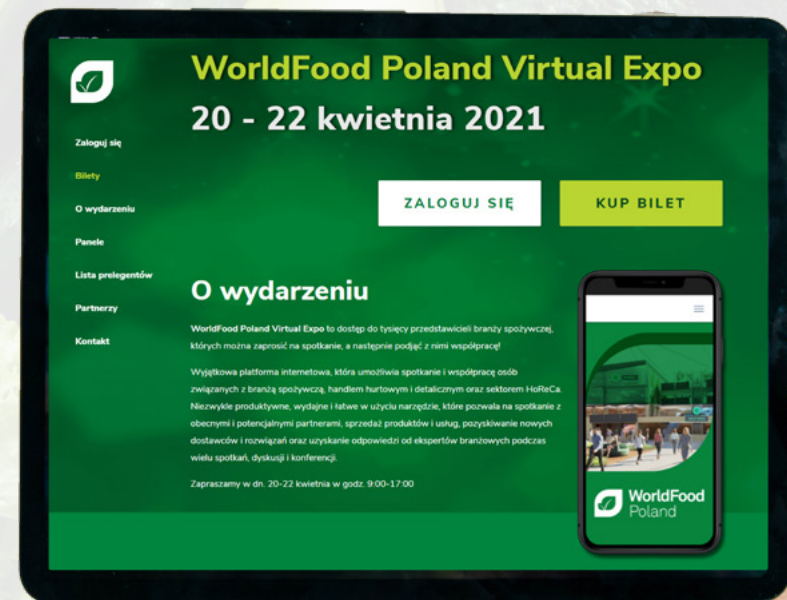 WorldFood Poland Virtual Expo
20 - 22 kwietnia 2021
Zaloguj się
Bilety
O wydarzeniu
Panele
Lista prelegentów
Partnerzy
Kontakt
ZALOGUJ SIĘ
KUP BILET
O wydarzeniu
WorldFood Poland Virtual Expo to dostęp do tysięcy przedstawicieli branży spożywczej,
których można zaprosić na spotkanie, a następnie podjąć z nimi współpracę!
Wyjątkowa platforma internetowa, która umożliwia spotkanie i współpracę osób
związanych z branżą spożywczą, handlem hurtowym i detalicznym oraz sektorem HoReCa.
Niezwykle produktywne, wydajne i łatwe w użyciu narzędzie, które pozwala na spotkanie z
obecnymi i potencjalnymi partnerami, sprzedaż produktów i usług, pozyskiwanie nowych
dostawców i rozwiązań oraz uzyskanie odpowiedzi od ekspertów branżowych podczas
wielu spotkań, dyskusji i konferencji.
Zapraszamy w dn. 20-22 kwietnia w godz. 9:00-17:00
WorldFood
Poland